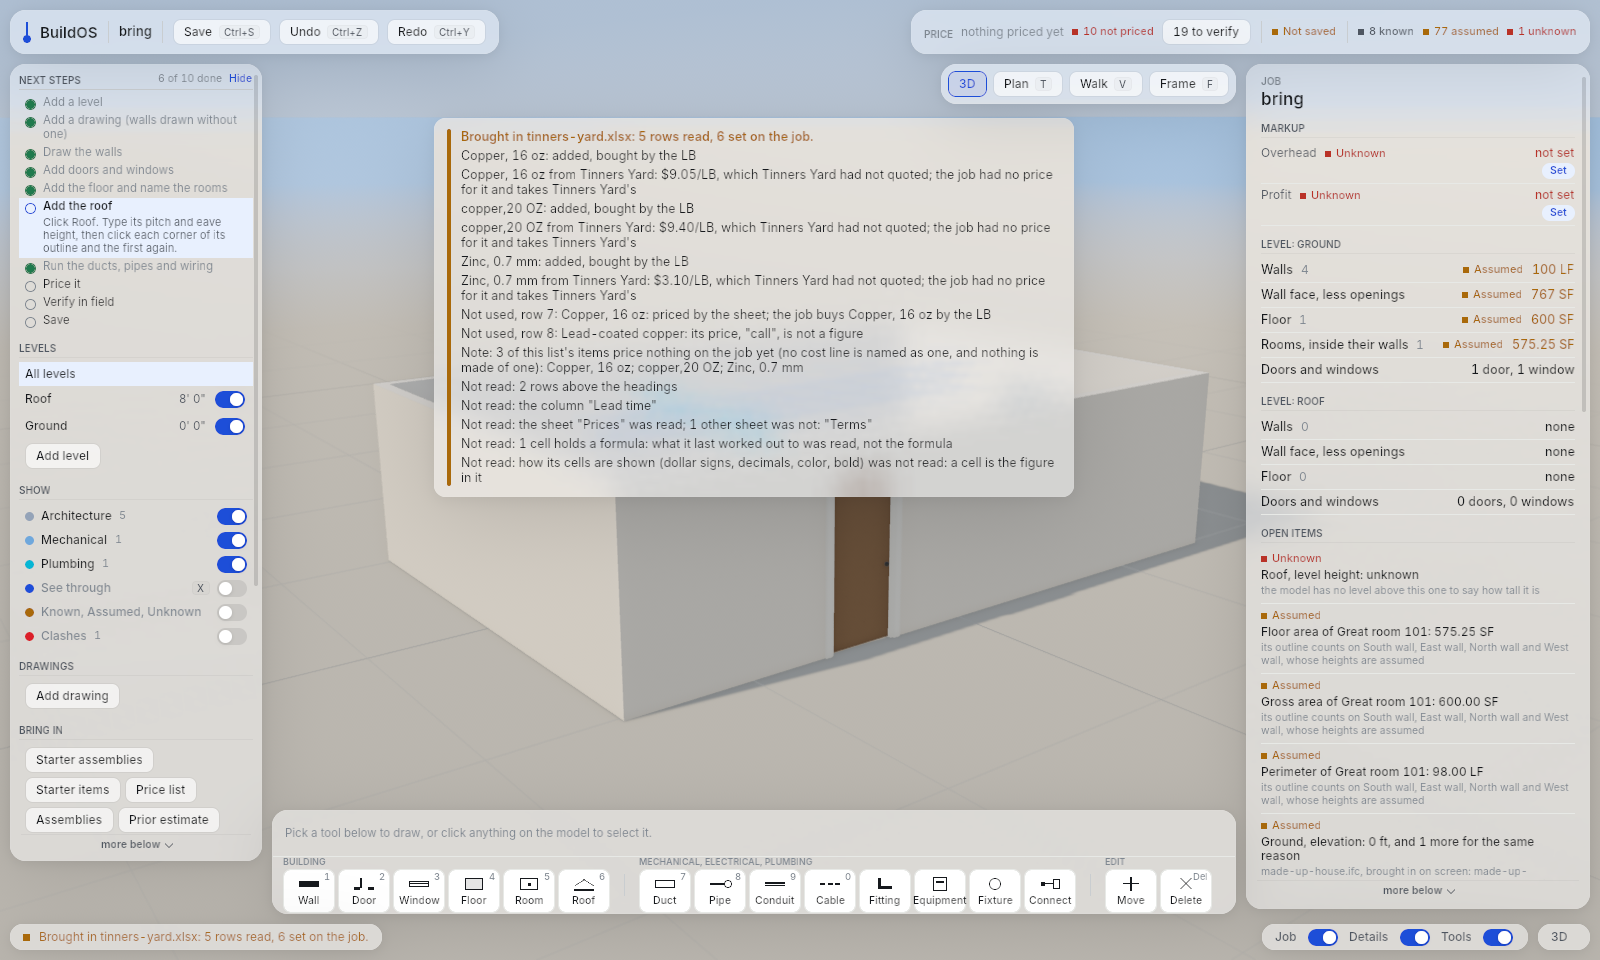 BuildOS bring Save Ctrl+S Undo Ctrl+Z Redo Ctrl+Y
PRICE nothing priced yet 10 not priced 19 to verify Not saved 8 known 77 assumed 1 unknown
NEXT STEPS 6 of 10 done Hide
Add a level
Add a drawing (walls drawn without
one)
Draw the walls
Add doors and windows
Add the floor and name the rooms
Add the roof
Click Roof. Type its pitch and eave
height, then click each corner of its
outline and the first again.
Run the ducts, pipes and wiring
Price it
Verify in field
Save
LEVELS
All levels
Roof 8' 0"
Ground 0' 0"
Add level
SHOW
Architecture 5
Mechanical 1
Plumbing 1
See through X
Known, Assumed, Unknown
Clashes 1
DRAWINGS
Add drawing
BRING IN
Starter assemblies
Starter items Price list
Assemblies Prior estimate
more below
3D Plan T Walk V Frame F
Brought in tinners-yard.xlsx: 5 rows read, 6 set on the job.
Copper, 16 oz: added, bought by the LB
Copper, 16 oz from Tinners Yard: $9.05/LB, which Tinners Yard had not quoted; the job had no price
for it and takes Tinners Yard's
copper,20 OZ: added, bought by the LB
copper,20 OZ from Tinners Yard: $9.40/LB, which Tinners Yard had not quoted; the job had no price
for it and takes Tinners Yard's
Zinc, 0.7 mm: added, bought by the LB
Zinc, 0.7 mm from Tinners Yard: $3.10/LB, which Tinners Yard had not quoted; the job had no price
for it and takes Tinners Yard's
Not used, row 7: Copper, 16 oz: priced by the sheet; the job buys Copper, 16 oz by the LB
Not used, row 8: Lead-coated copper: its price, "call", is not a figure
Note: 3 of this list's items price nothing on the job yet (no cost line is named as one, and nothing is
made of one): Copper, 16 oz; copper,20 OZ; Zinc, 0.7 mm
Not read: 2 rows above the headings
Not read: the column "Lead time"
Not read: the sheet "Prices" was read; 1 other sheet was not: "Terms"
Not read: 1 cell holds a formula: what it last worked out to was read, not the formula
Not read: how its cells are shown (dollar signs, decimals, color, bold) was not read: a cell is the figure
in it
Pick a tool below to draw, or click anything on the model to select it.
BUILDING MECHANICAL, ELECTRICAL, PLUMBING EDIT
1 2 3 4 5 6 7 8 9 0 Del
Wall Door Window Floor Room Roof Duct Pipe Conduit Cable Fitting Equipment Fixture Connect Move Delete
JOB
bring
MARKUP
Overhead Unknown not set
Set
Profit Unknown not set
Set
LEVEL: GROUND
Walls 4 Assumed 100 LF
Wall face, less openings Assumed 767 SF
Floor 1 Assumed 600 SF
Rooms, inside their walls 1 Assumed 575.25 SF
Doors and windows 1 door, 1 window
LEVEL: ROOF
Walls 0 none
Wall face, less openings none
Floor 0 none
Doors and windows 0 doors, 0 windows
OPEN ITEMS
Unknown
Roof, level height: unknown
the model has no level above this one to say how tall it is
Assumed
Floor area of Great room 101: 575.25 SF
its outline counts on South wall, East wall, North wall and West
wall, whose heights are assumed
Assumed
Gross area of Great room 101: 600.00 SF
its outline counts on South wall, East wall, North wall and West
wall, whose heights are assumed
Assumed
Perimeter of Great room 101: 98.00 LF
its outline counts on South wall, East wall, North wall and West
wall, whose heights are assumed
Assumed
Ground, elevation: 0 ft, and 1 more for the same
reason
made-up-house.ifc, brought in on screen: made-up-
more below
Brought in tinners-yard.xlsx: 5 rows read, 6 set on the job.
Job Details Tools 3D